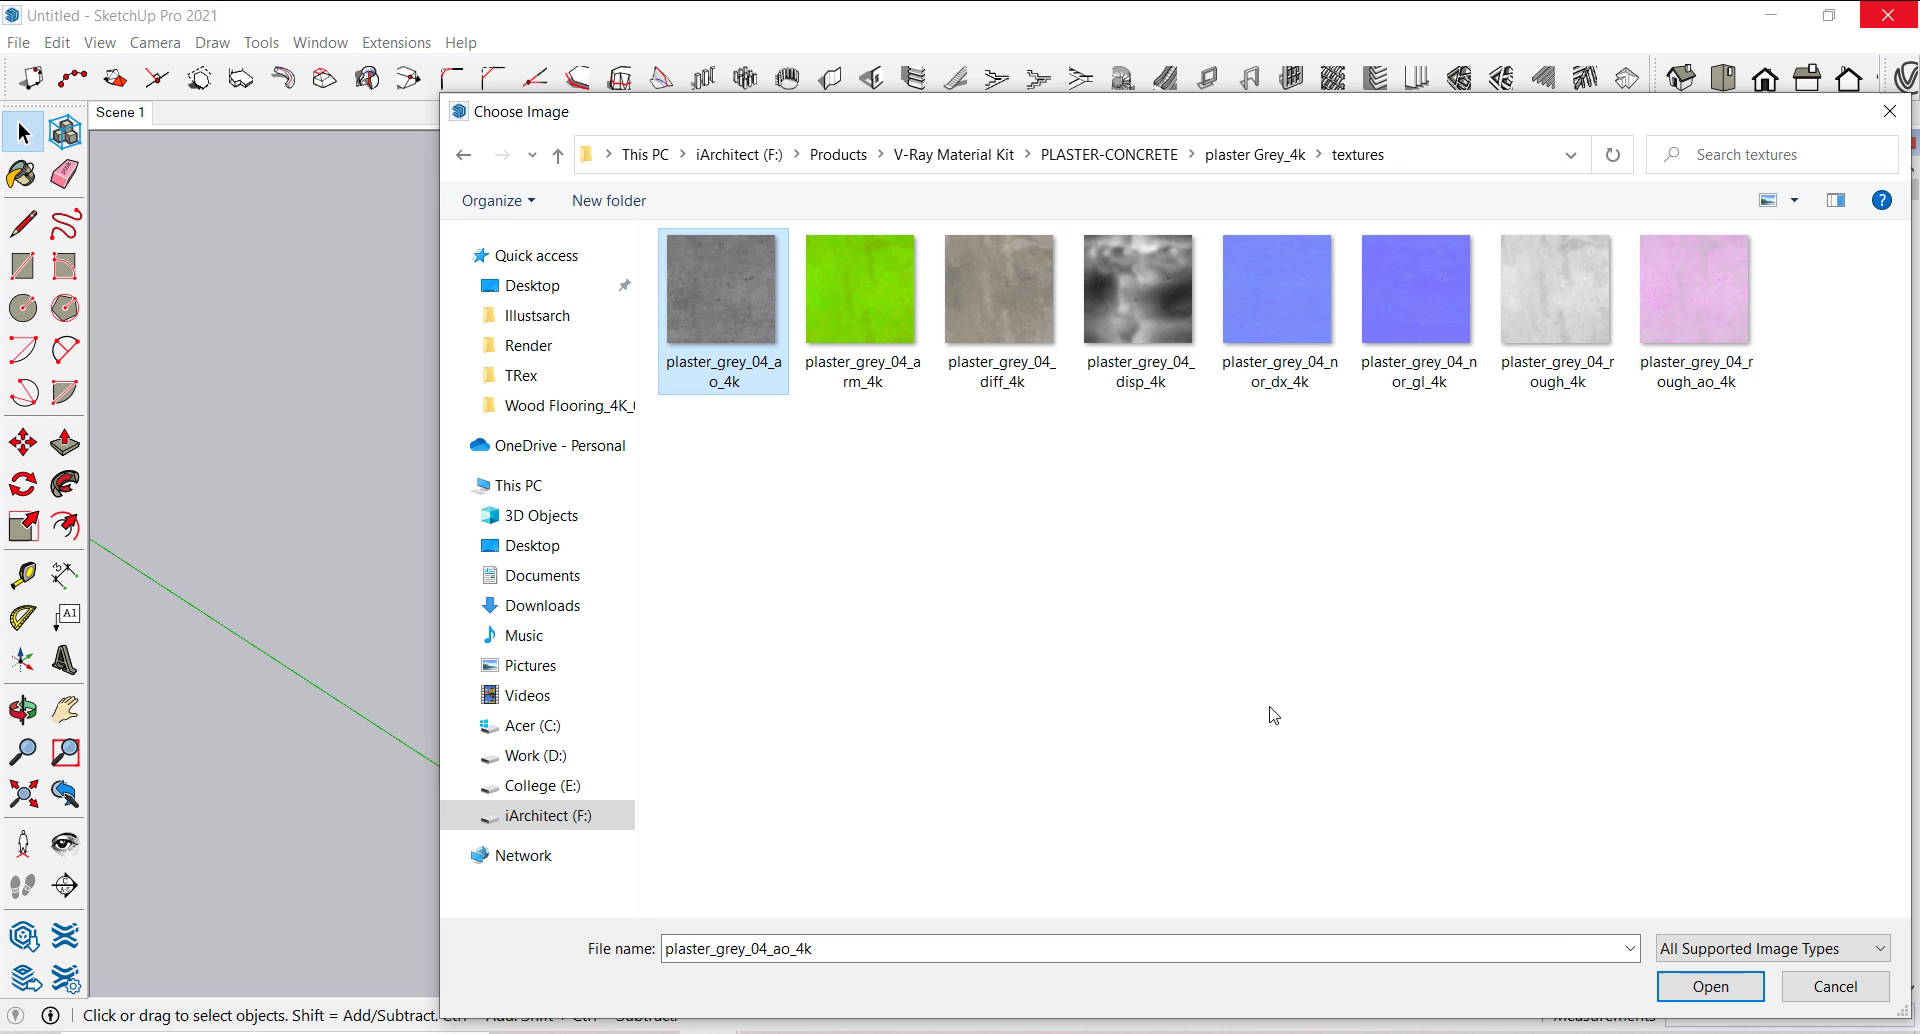 Untitled - SketchUp Pro 2021
File Edit View Camera Draw Tools Window Extensions Help
Scene 1
Choose Image
This PC > iArchitect (F:) > Products > V-Ray Material Kit > PLASTER-CONCRETE > plaster Grey_4k > textures
Search textures
Organize
New folder
Quick access
Desktop
Illustsarch
Render
TRex
Wood Flooring_4K_
OneDrive - Personal
This PC
3D Objects
Desktop
Documents
Downloads
Music
Pictures
Videos
Acer (C:)
Work (D:)
College (E:)
iArchitect (F:)
Network
plaster_grey_04_a
o_4k
plaster_grey_04_a
rm_4k
plaster_grey_04_
diff_4k
plaster_grey_04_
disp_4k
plaster_grey_04_n
or_dx_4k
plaster_grey_04_n
or_gl_4k
plaster_grey_04_r
ough_4k
plaster_grey_04_r
ough_ao_4k
A1
File name: plaster_grey_04_ao_4k
All Supported Image Types
Open
Cancel
Click or drag to select objects. Shift = Add/Subtract.